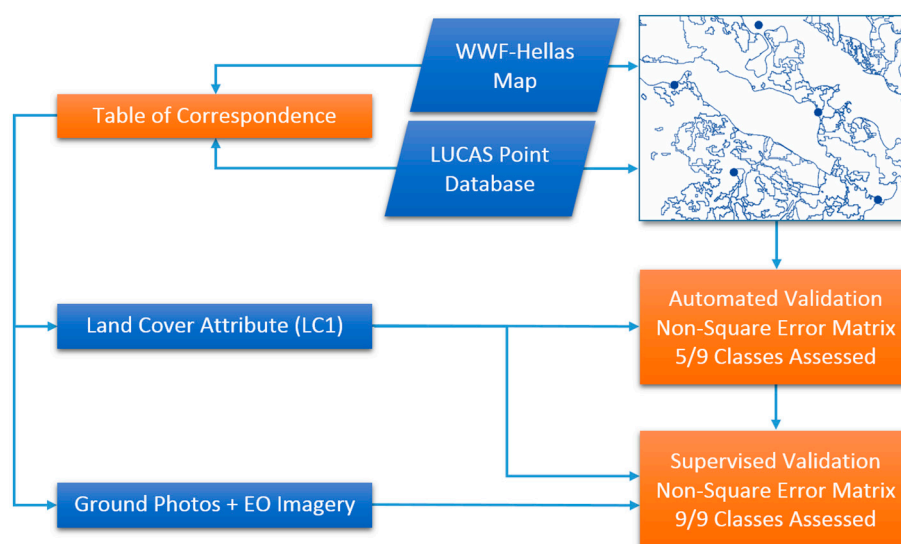 WWF-Hellas
Map
Table of Correspondence
LUCAS Point
Database
Land Cover Attribute (LC1)
Automated Validation
Non-Square Error Matrix
5/9 Classes Assessed
Ground Photos + EO Imagery
Supervised Validation
Non-Square Error Matrix
9/9 Classes Assessed